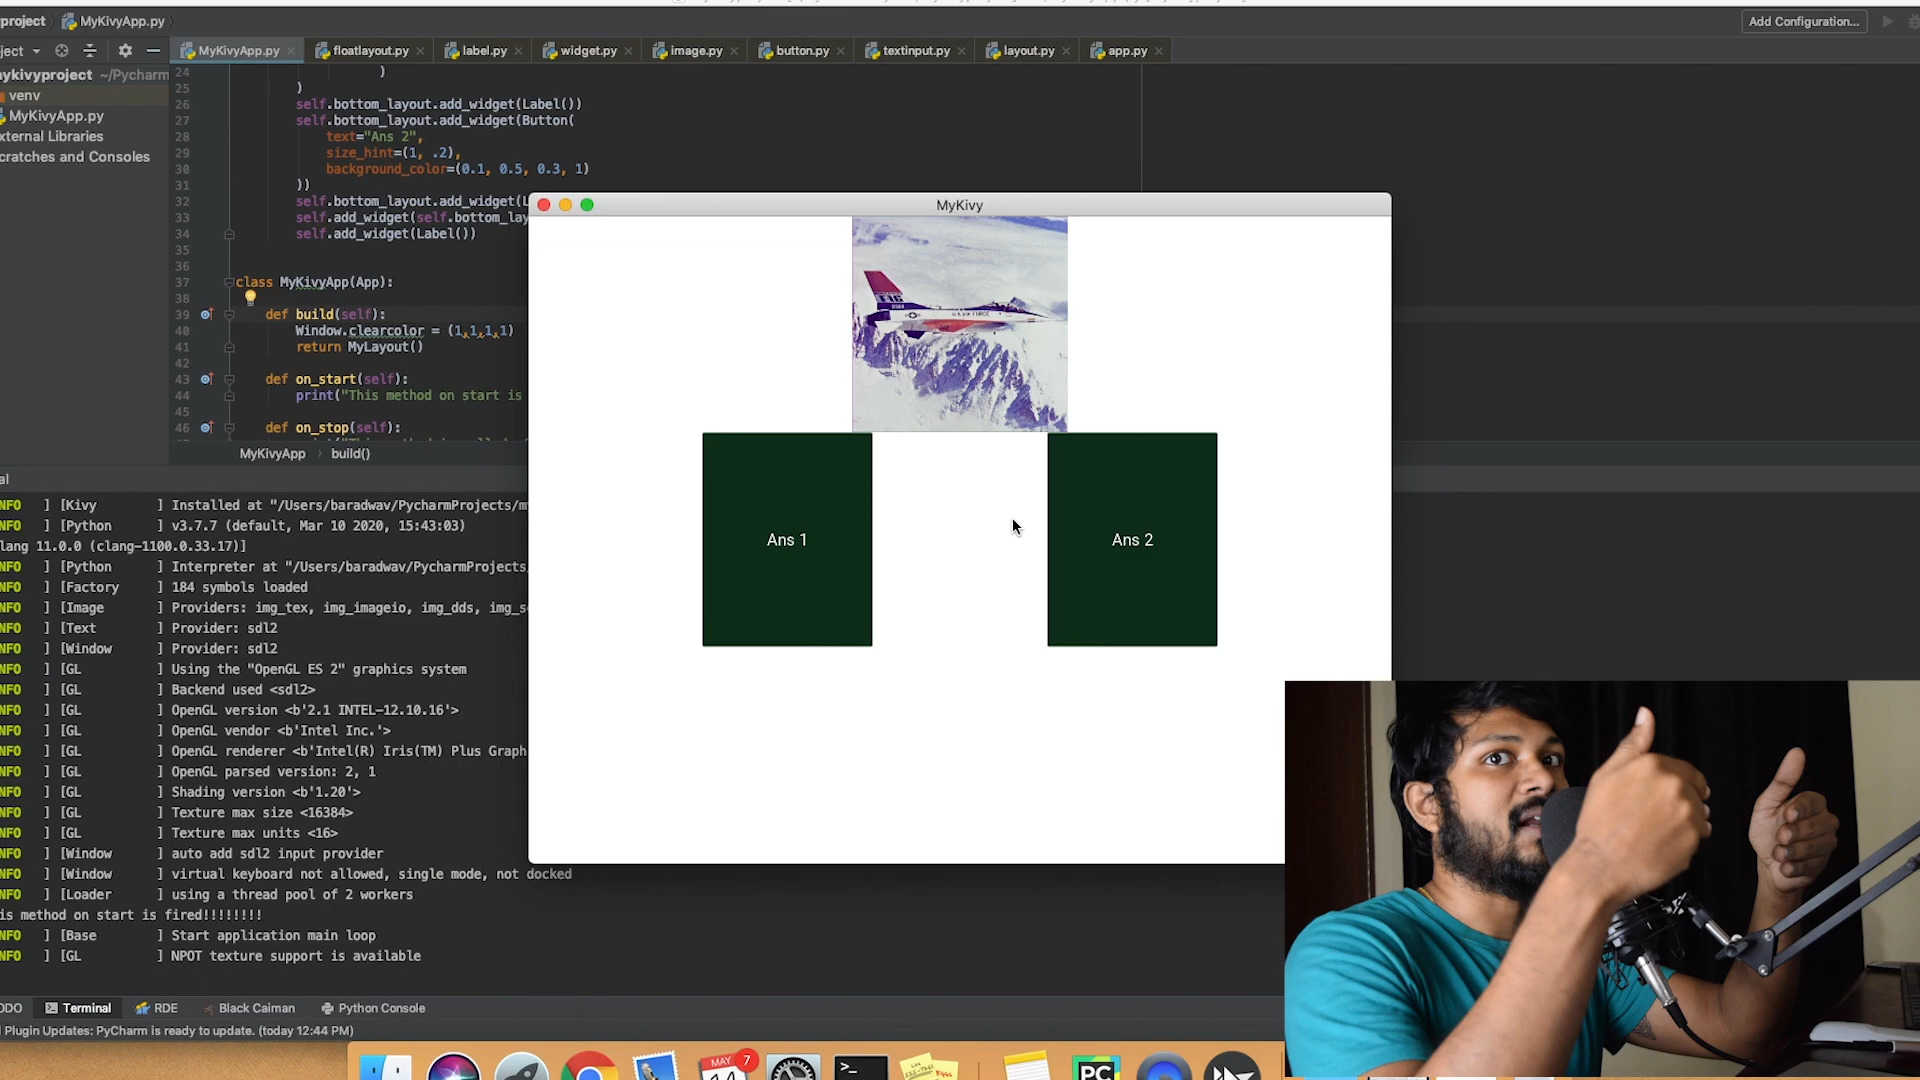 project MyKivyApp.py
Add Configuration...
ject
MyKivyApp.py floatlayout.py label.py widget.py image.py button.py textinput.py layout.py app.py
mykivyproject ~/Pycharm
venv
MyKivyApp.py
xternal Libraries
cratches and Consoles
24 )
25 )
26 self.bottom_layout.add_widget(Label())
27 self.bottom_layout.add_widget(Button(
28 text="Ans 2",
29 size_hint=(1, .2),
30 background_color=(0.1, 0.5, 0.3, 1)
31 ))
32 self.bottom_layout.add_widget(L
33 self.add_widget(self.bottom_lay
34 self.add_widget(Label())
35
36
37 class MyKivyApp(App):
38
39 def build(self):
40 Window.clearcolor = (1,1,1,1)
41 return MyLayout()
42
43 def on_start(self):
44 print("This method on start is
45
46 def on_stop(self):
MyKivyApp › build()
MyKivy
F16
U.S. AIR FORCE
Ans 1
Ans 2
al
NFO ] [Kivy ] Installed at "/Users/baradwav/PycharmProjects/m
NFO ] [Python ] v3.7.7 (default, Mar 10 2020, 15:43:03)
lang 11.0.0 (clang-1100.0.33.17)]
NFO ] [Python ] Interpreter at "/Users/baradwav/PycharmProjects/
NFO ] [Factory ] 184 symbols loaded
NFO ] [Image ] Providers: img_tex, img_imageio, img_dds, img_s
NFO ] [Text ] Provider: sdl2
NFO ] [Window ] Provider: sdl2
NFO ] [GL ] Using the "OpenGL ES 2" graphics system
NFO ] [GL ] Backend used <sdl2>
NFO ] [GL ] OpenGL version <b'2.1 INTEL-12.10.16'>
NFO ] [GL ] OpenGL vendor <b'Intel Inc.'>
NFO ] [GL ] OpenGL renderer <b'Intel(R) Iris(TM) Plus Graph
NFO ] [GL ] OpenGL parsed version: 2, 1
NFO ] [GL ] Shading version <b'1.20'>
NFO ] [GL ] Texture max size <16384>
NFO ] [GL ] Texture max units <16>
NFO ] [Window ] auto add sdl2 input provider
NFO ] [Window ] virtual keyboard not allowed, single mode, not docked
NFO ] [Loader ] using a thread pool of 2 workers
is method on start is fired!!!!!!!!
NFO ] [Base ] Start application main loop
NFO ] [GL ] NPOT texture support is available
ODO Terminal RDE Black Caiman Python Console
Plugin Updates: PyCharm is ready to update. (today 12:44 PM)
MAY 7
14
>_
PC